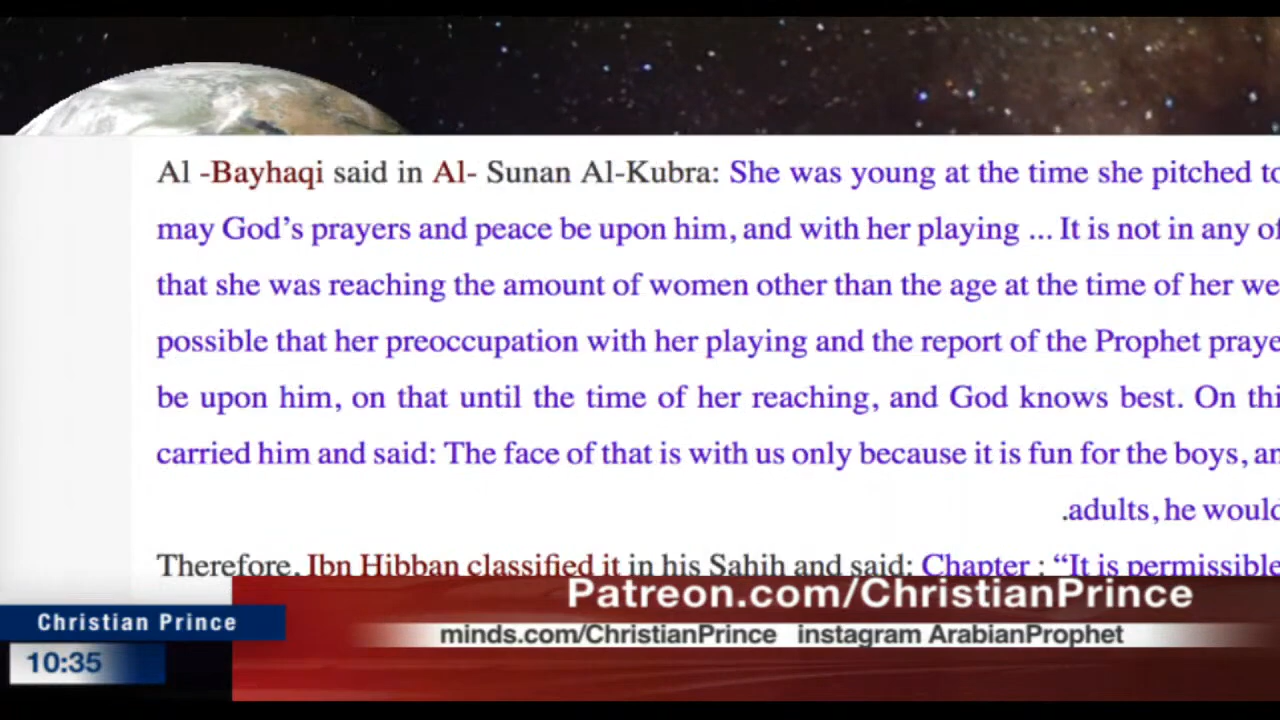 Al -Bayhaqi said in Al- Sunan Al-Kubra: She was young at the time she pitched to
may God’s prayers and peace be upon him, and with her playing ... It is not in any of
that she was reaching the amount of women other than the age at the time of her we
possible that her preoccupation with her playing and the report of the Prophet praye
be upon him, on that until the time of her reaching, and God knows best. On thi
carried him and said: The face of that is with us only because it is fun for the boys, an
.adults, he would
Therefore, Ibn Hibban classified it in his Sahih and said: Chapter : “It is permissible
Patreon.com/ChristianPrince
Christian Prince
minds.com/ChristianPrince instagram ArabianProphet
10:35